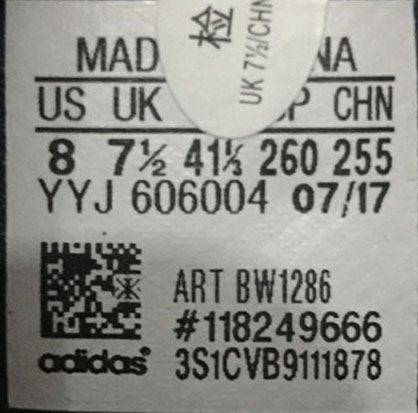 检
UK 7½/CHN
MAD NA
US UK P CHN
8 7½ 41⅓ 260 255
YYJ 606004 07/17
ART BW1286
#118249666
adidas
3S1CVB9111878